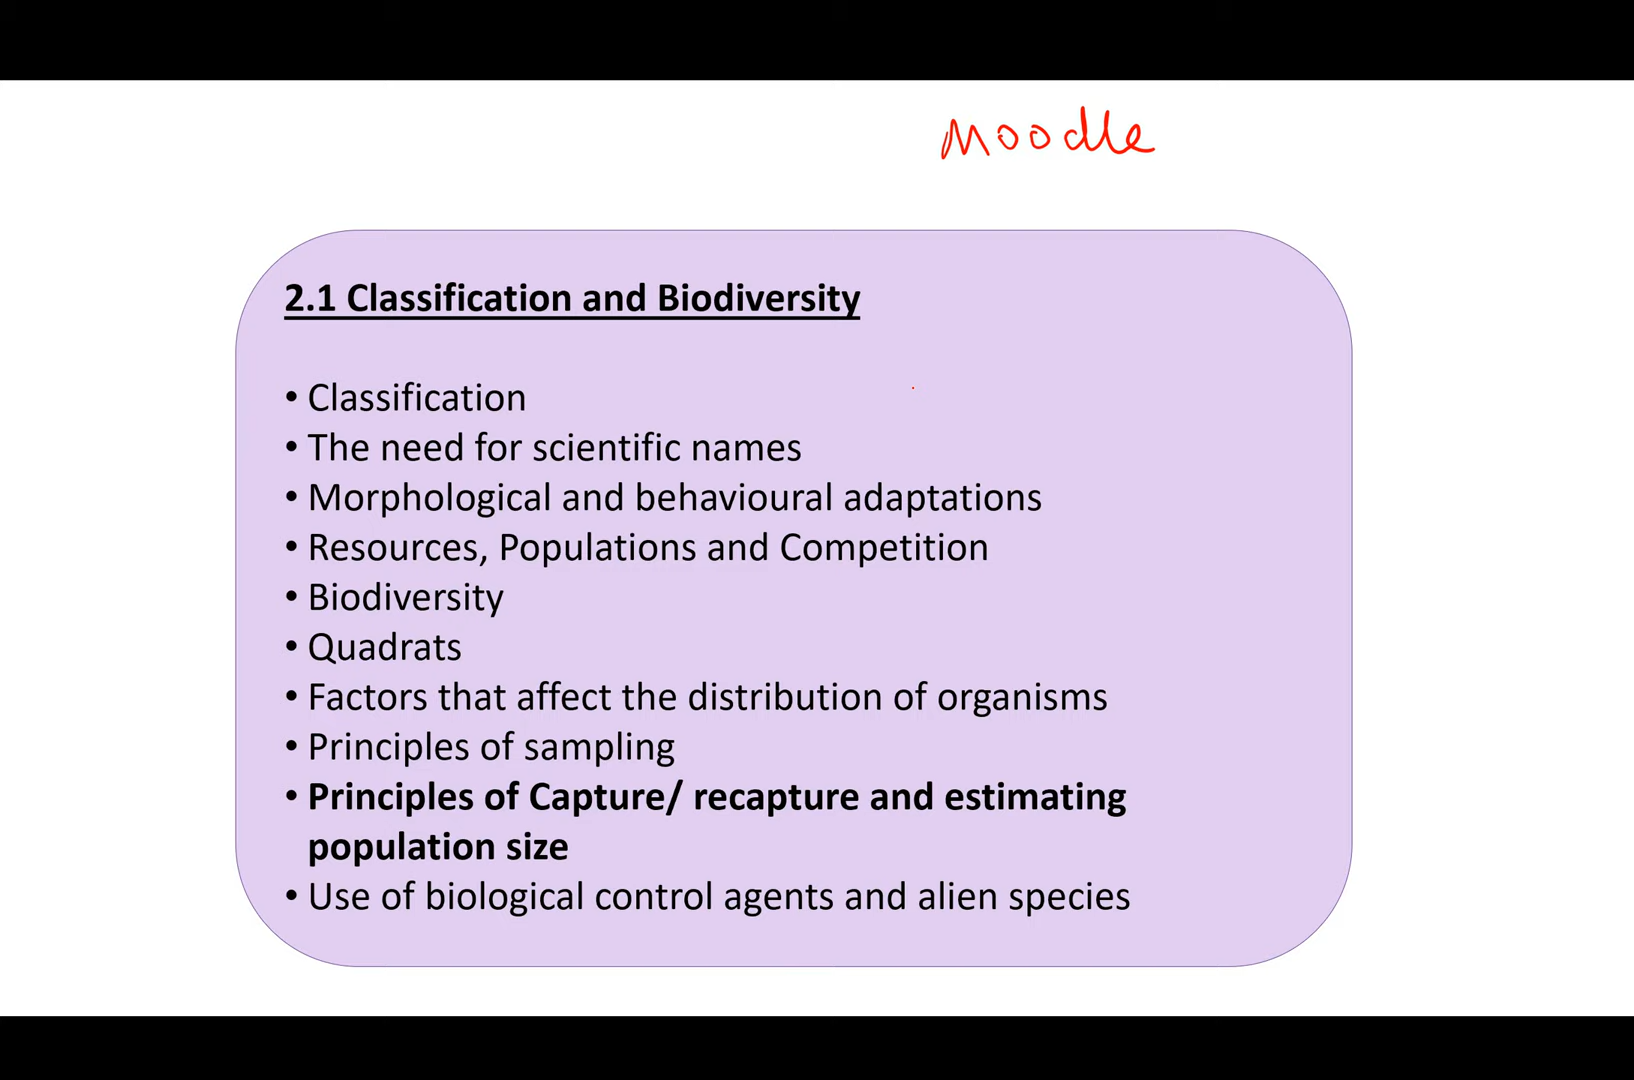 Moodle
2.1 Classification and Biodiversity
• Classification
• The need for scientific names
• Morphological and behavioural adaptations
• Resources, Populations and Competition
• Biodiversity
• Quadrats
• Factors that affect the distribution of organisms
• Principles of sampling
• Principles of Capture/ recapture and estimating
population size
• Use of biological control agents and alien species